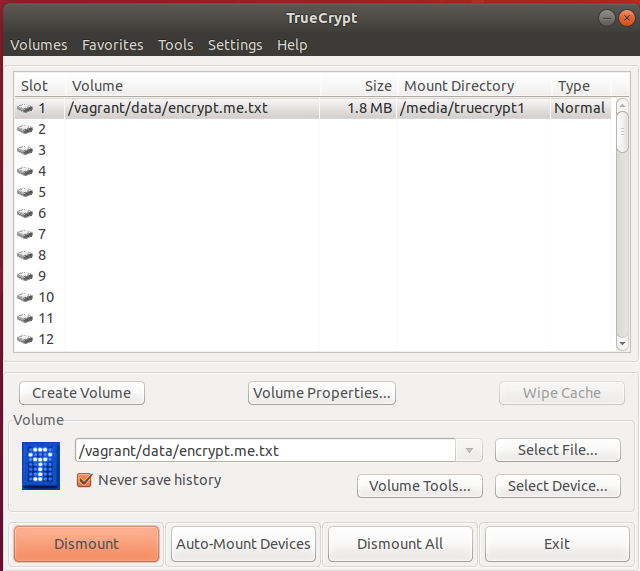 TrueCrypt
Volumes Favorites Tools Settings Help
Slot Volume Size Mount Directory Type
1 /vagrant/data/encrypt.me.txt 1.8 MB /media/truecrypt1 Normal
2
3
4
5
6
7
8
9
10
11
12
Create Volume Volume Properties... Wipe Cache
Volume
/vagrant/data/encrypt.me.txt Select File...
Never save history
Volume Tools... Select Device...
Dismount Auto-Mount Devices Dismount All Exit